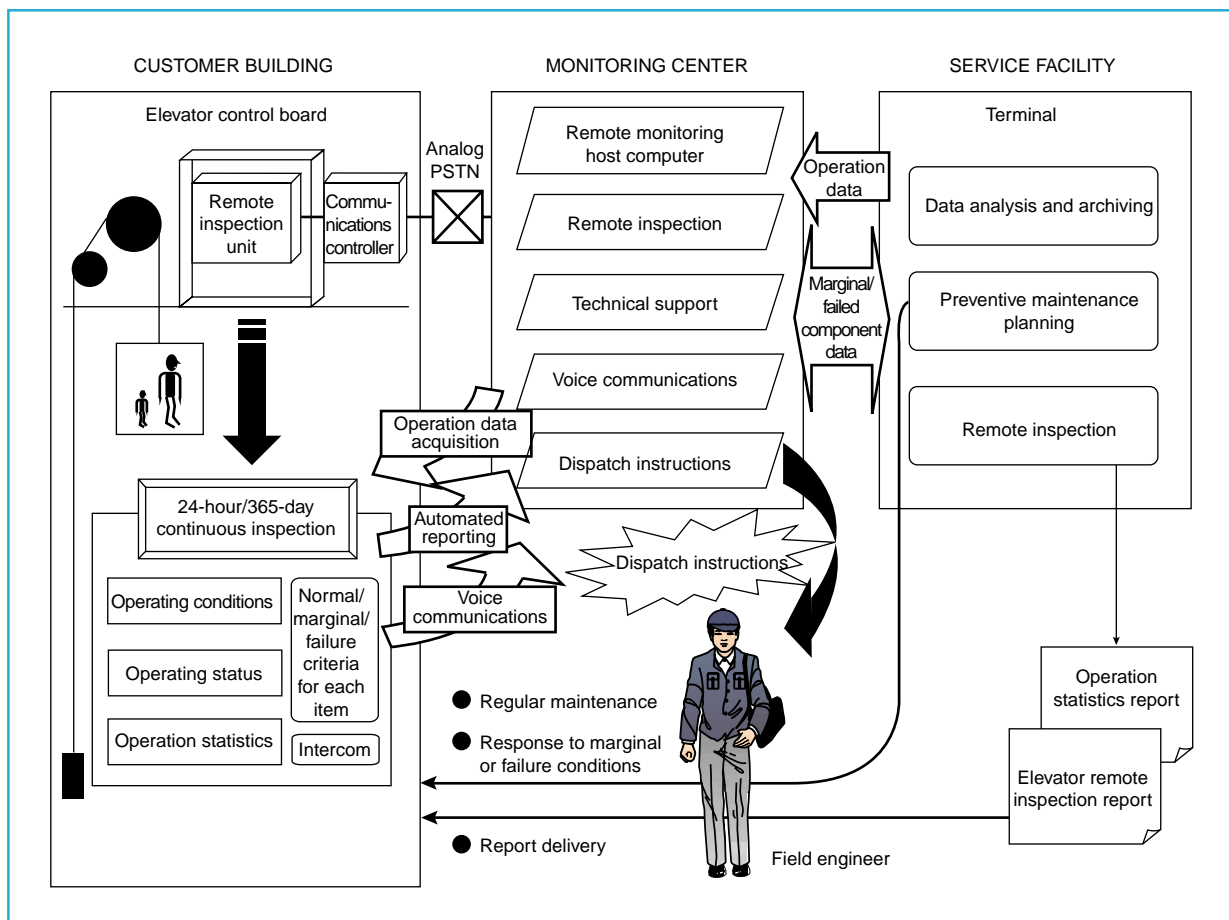 CUSTOMER BUILDING
MONITORING CENTER
SERVICE FACILITY
Elevator control board
Remote
inspection
unit
Commu-
nications
controller
Analog
PSTN
Remote monitoring
host computer
Remote inspection
Technical support
Voice communications
Dispatch instructions
Operation
data
Marginal/
failed
component
data
Terminal
Data analysis and archiving
Preventive maintenance
planning
Remote inspection
Operation data
acquisition
Automated
reporting
Voice
communications
24-hour/365-day
continuous inspection
Operating conditions
Operating status
Operation statistics
Normal/
marginal/
failure
criteria
for each
item
Intercom
Dispatch instructions
Regular maintenance
Response to marginal
or failure conditions
Report delivery
Field engineer
Operation
statistics report
Elevator remote
inspection report